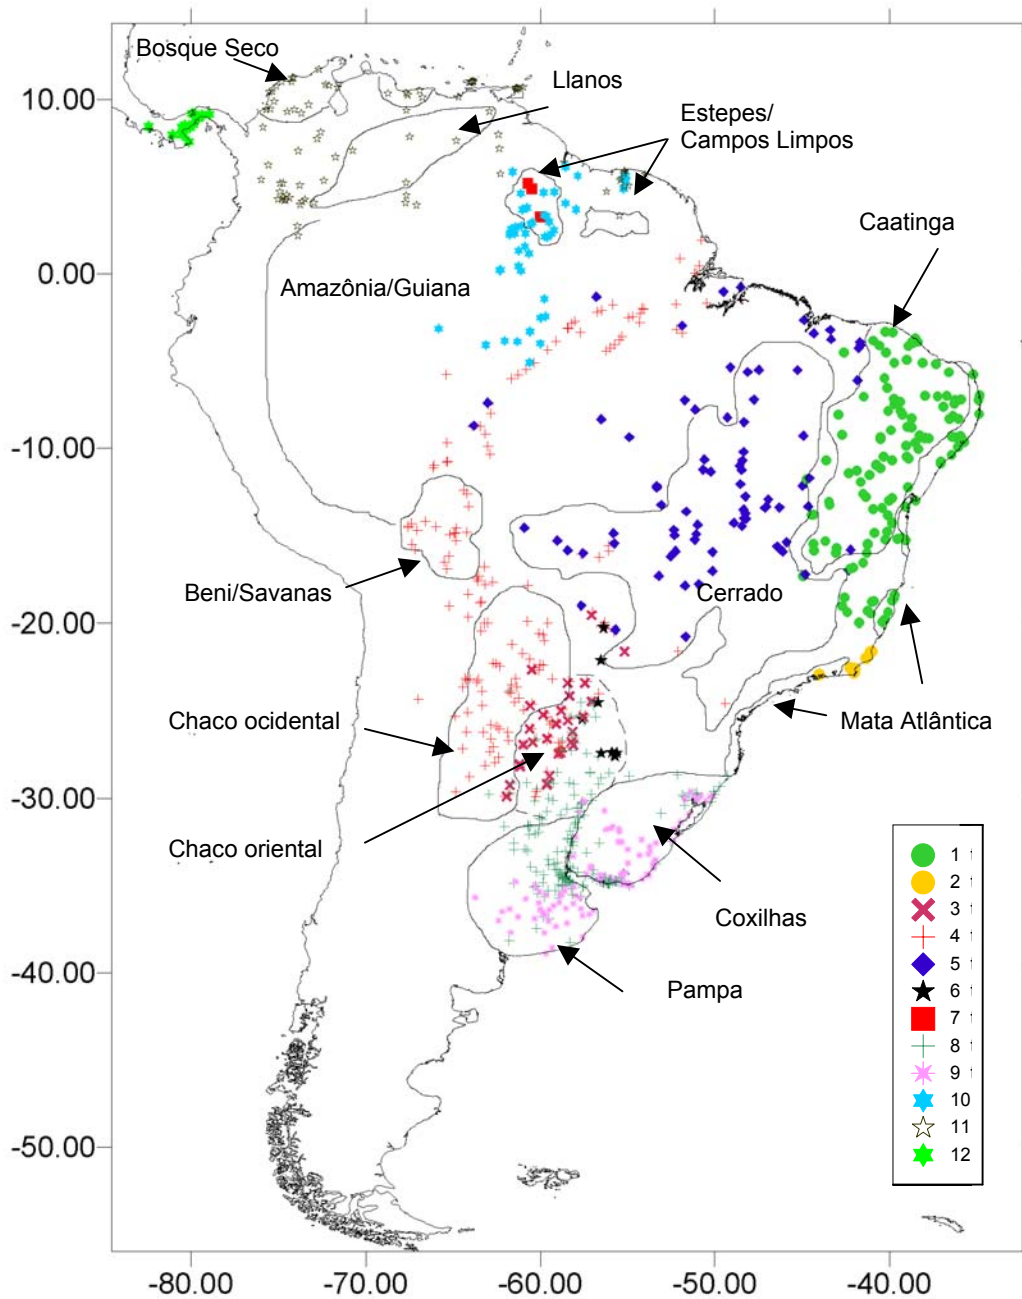 Bosque Seco
Llanos
10.00
Estepes/
Campos Limpos
Caatinga
0.00
Amazônia/Guiana
-10.00
Beni/Savanas
Cerrado
-20.00
Chaco ocidental
Mata Atlântica
-30.00
Chaco oriental
Coxilhas
-40.00
Pampa
-50.00
1
2
3
4
5
6
7
8
9
10
11
12
-80.00 -70.00 -60.00 -50.00 -40.00